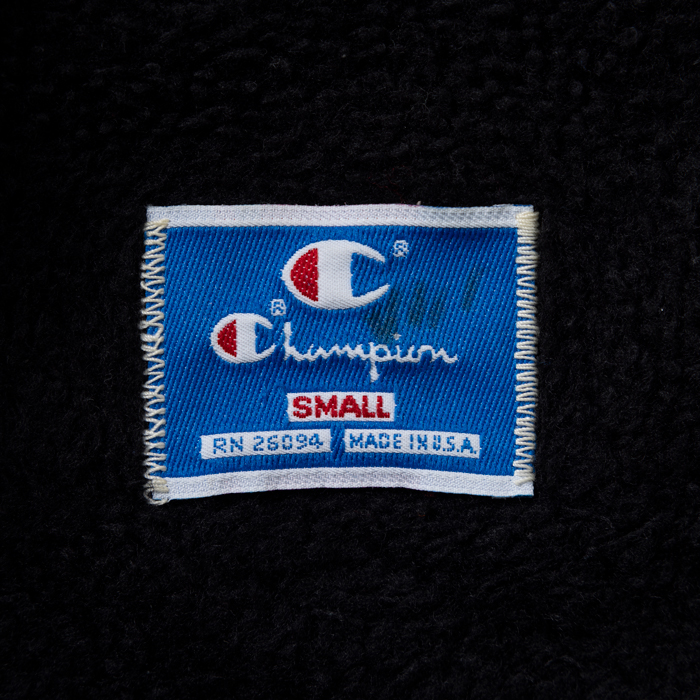 C®
®
Champion
SMALL
RN 26094 MADE IN U.S.A.